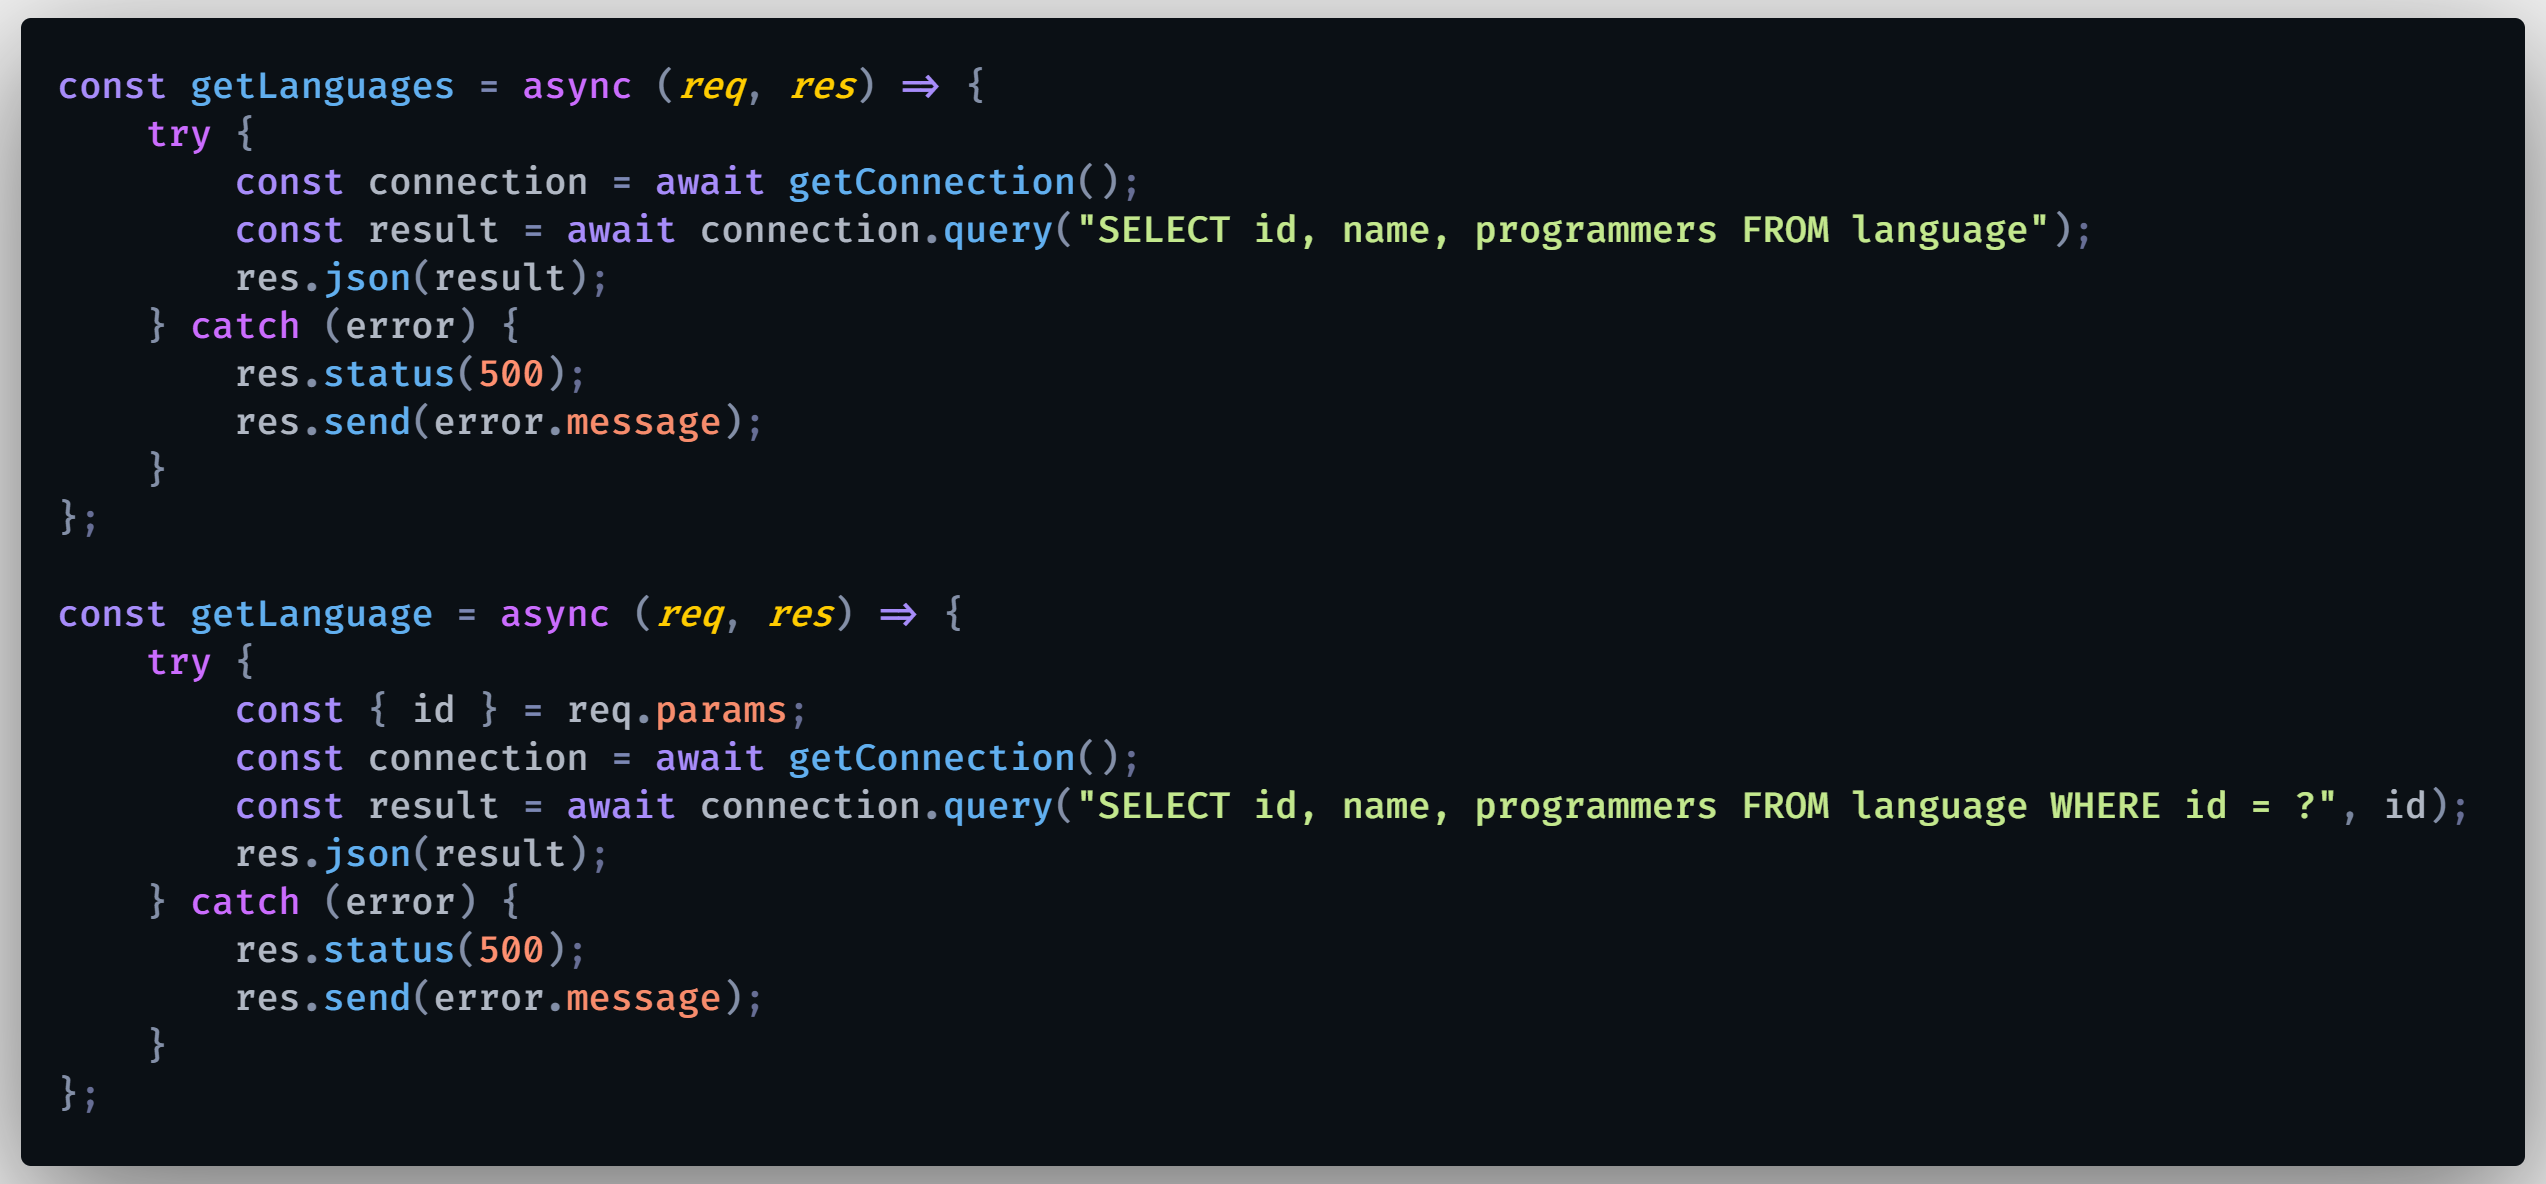 const getLanguages = async (req, res) => {
    try {
        const connection = await getConnection();
        const result = await connection.query("SELECT id, name, programmers FROM language");
        res.json(result);
    } catch (error) {
        res.status(500);
        res.send(error.message);
    }
};

const getLanguage = async (req, res) => {
    try {
        const { id } = req.params;
        const connection = await getConnection();
        const result = await connection.query("SELECT id, name, programmers FROM language WHERE id = ?", id);
        res.json(result);
    } catch (error) {
        res.status(500);
        res.send(error.message);
    }
};